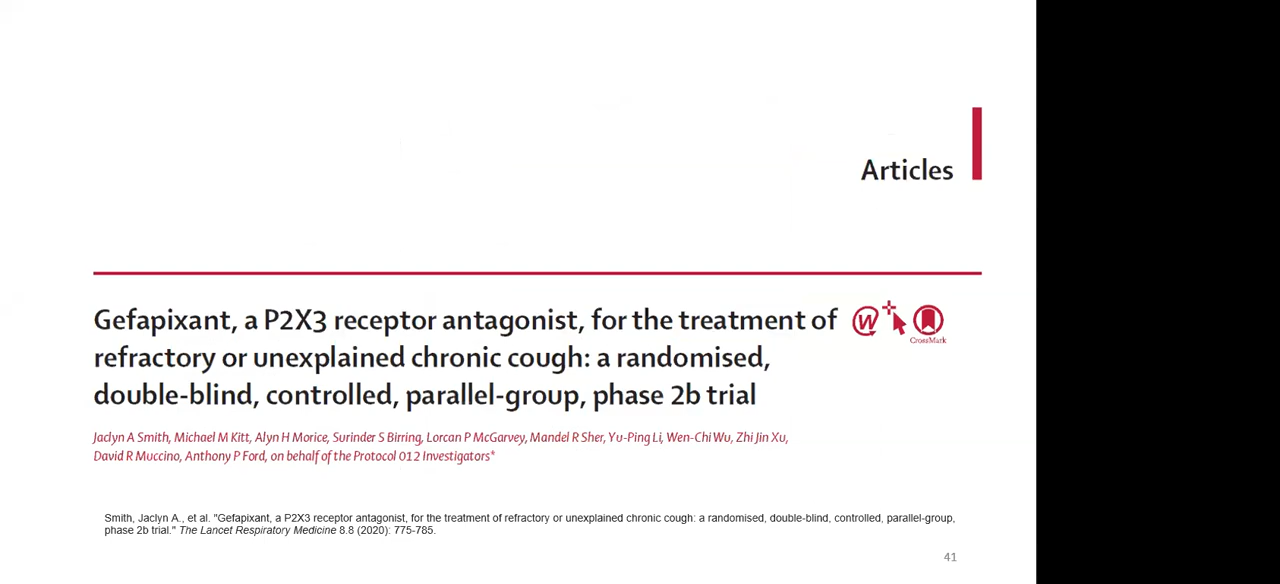 Articles
Gefapixant, a P2X3 receptor antagonist, for the treatment of
refractory or unexplained chronic cough: a randomised,
double-blind, controlled, parallel-group, phase 2b trial
W
CrossMark
Jaclyn A Smith, Michael M Kitt, Alyn H Morice, Surinder S Birring, Lorcan P McGarvey, Mandel R Sher, Yu-Ping Li, Wen-Chi Wu, Zhi Jin Xu,
David R Muccino, Anthony P Ford, on behalf of the Protocol 012 Investigators*
Smith, Jaclyn A., et al. "Gefapixant, a P2X3 receptor antagonist, for the treatment of refractory or unexplained chronic cough: a randomised, double-blind, controlled, parallel-group,
phase 2b trial." The Lancet Respiratory Medicine 8.8 (2020): 775-785.
41